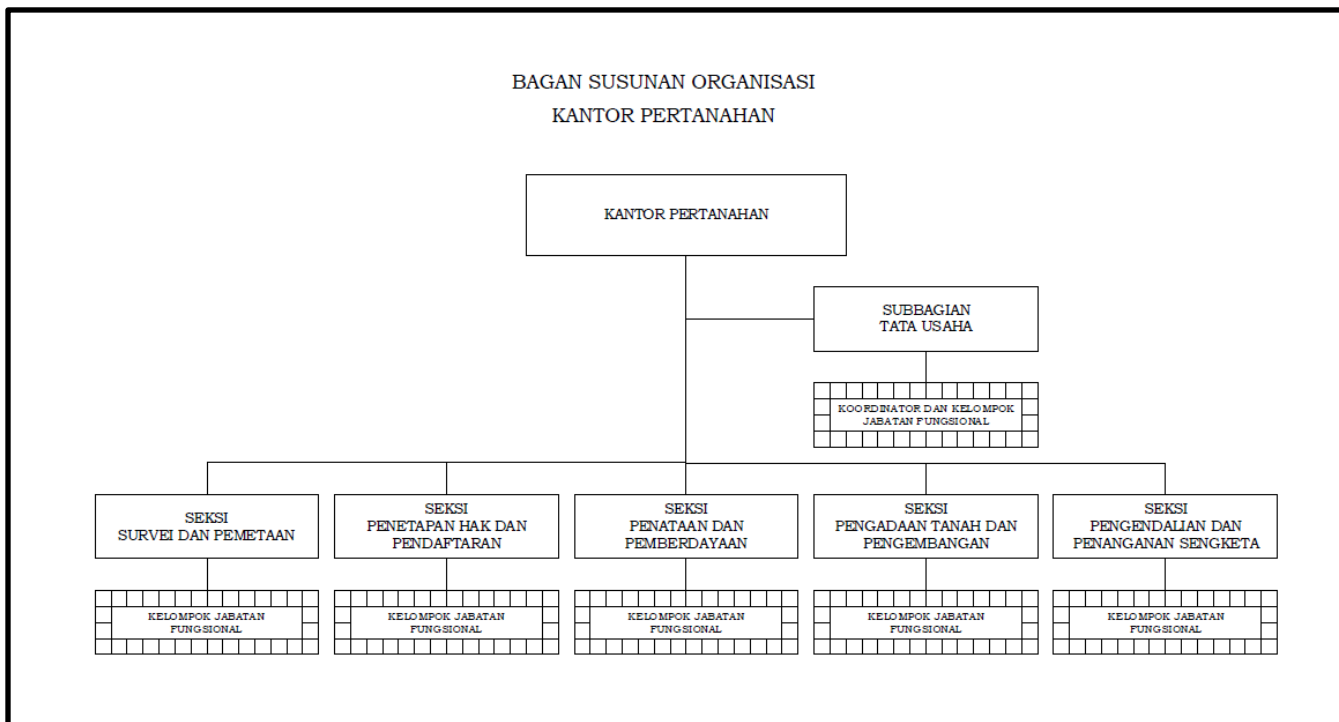 BAGAN SUSUNAN ORGANISASI
KANTOR PERTANAHAN
KANTOR PERTANAHAN
SUBBAGIAN
TATA USAHA
KOORDINATOR DAN KELOMPOK
JABATAN FUNGSIONAL
SEKSI
SURVEI DAN PEMETAAN
SEKSI
PENETAPAN HAK DAN
PENDAFTARAN
SEKSI
PENATAAN DAN
PEMBERDAYAAN
SEKSI
PENGADAAN TANAH DAN
PENGEMBANGAN
SEKSI
PENGENDALIAN DAN
PENANGANAN SENGKETA
KELOMPOK JABATAN
FUNGSIONAL
KELOMPOK JABATAN
FUNGSIONAL
KELOMPOK JABATAN
FUNGSIONAL
KELOMPOK JABATAN
FUNGSIONAL
KELOMPOK JABATAN
FUNGSIONAL